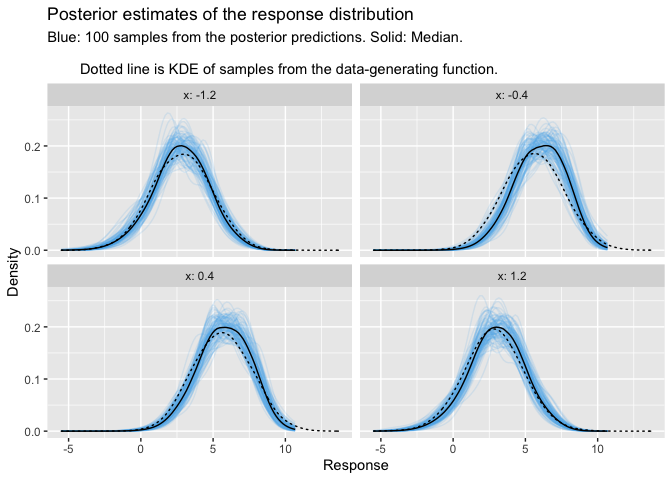 Posterior estimates of the response distribution
Blue: 100 samples from the posterior predictions. Solid: Median.
Dotted line is KDE of samples from the data-generating function.
x: -1.2
x: -0.4
0.2
0.1
0.0
x: 0.4
x: 1.2
0.2
0.1
0.0
-5 0 5 10
-5 0 5 10
Density
Response